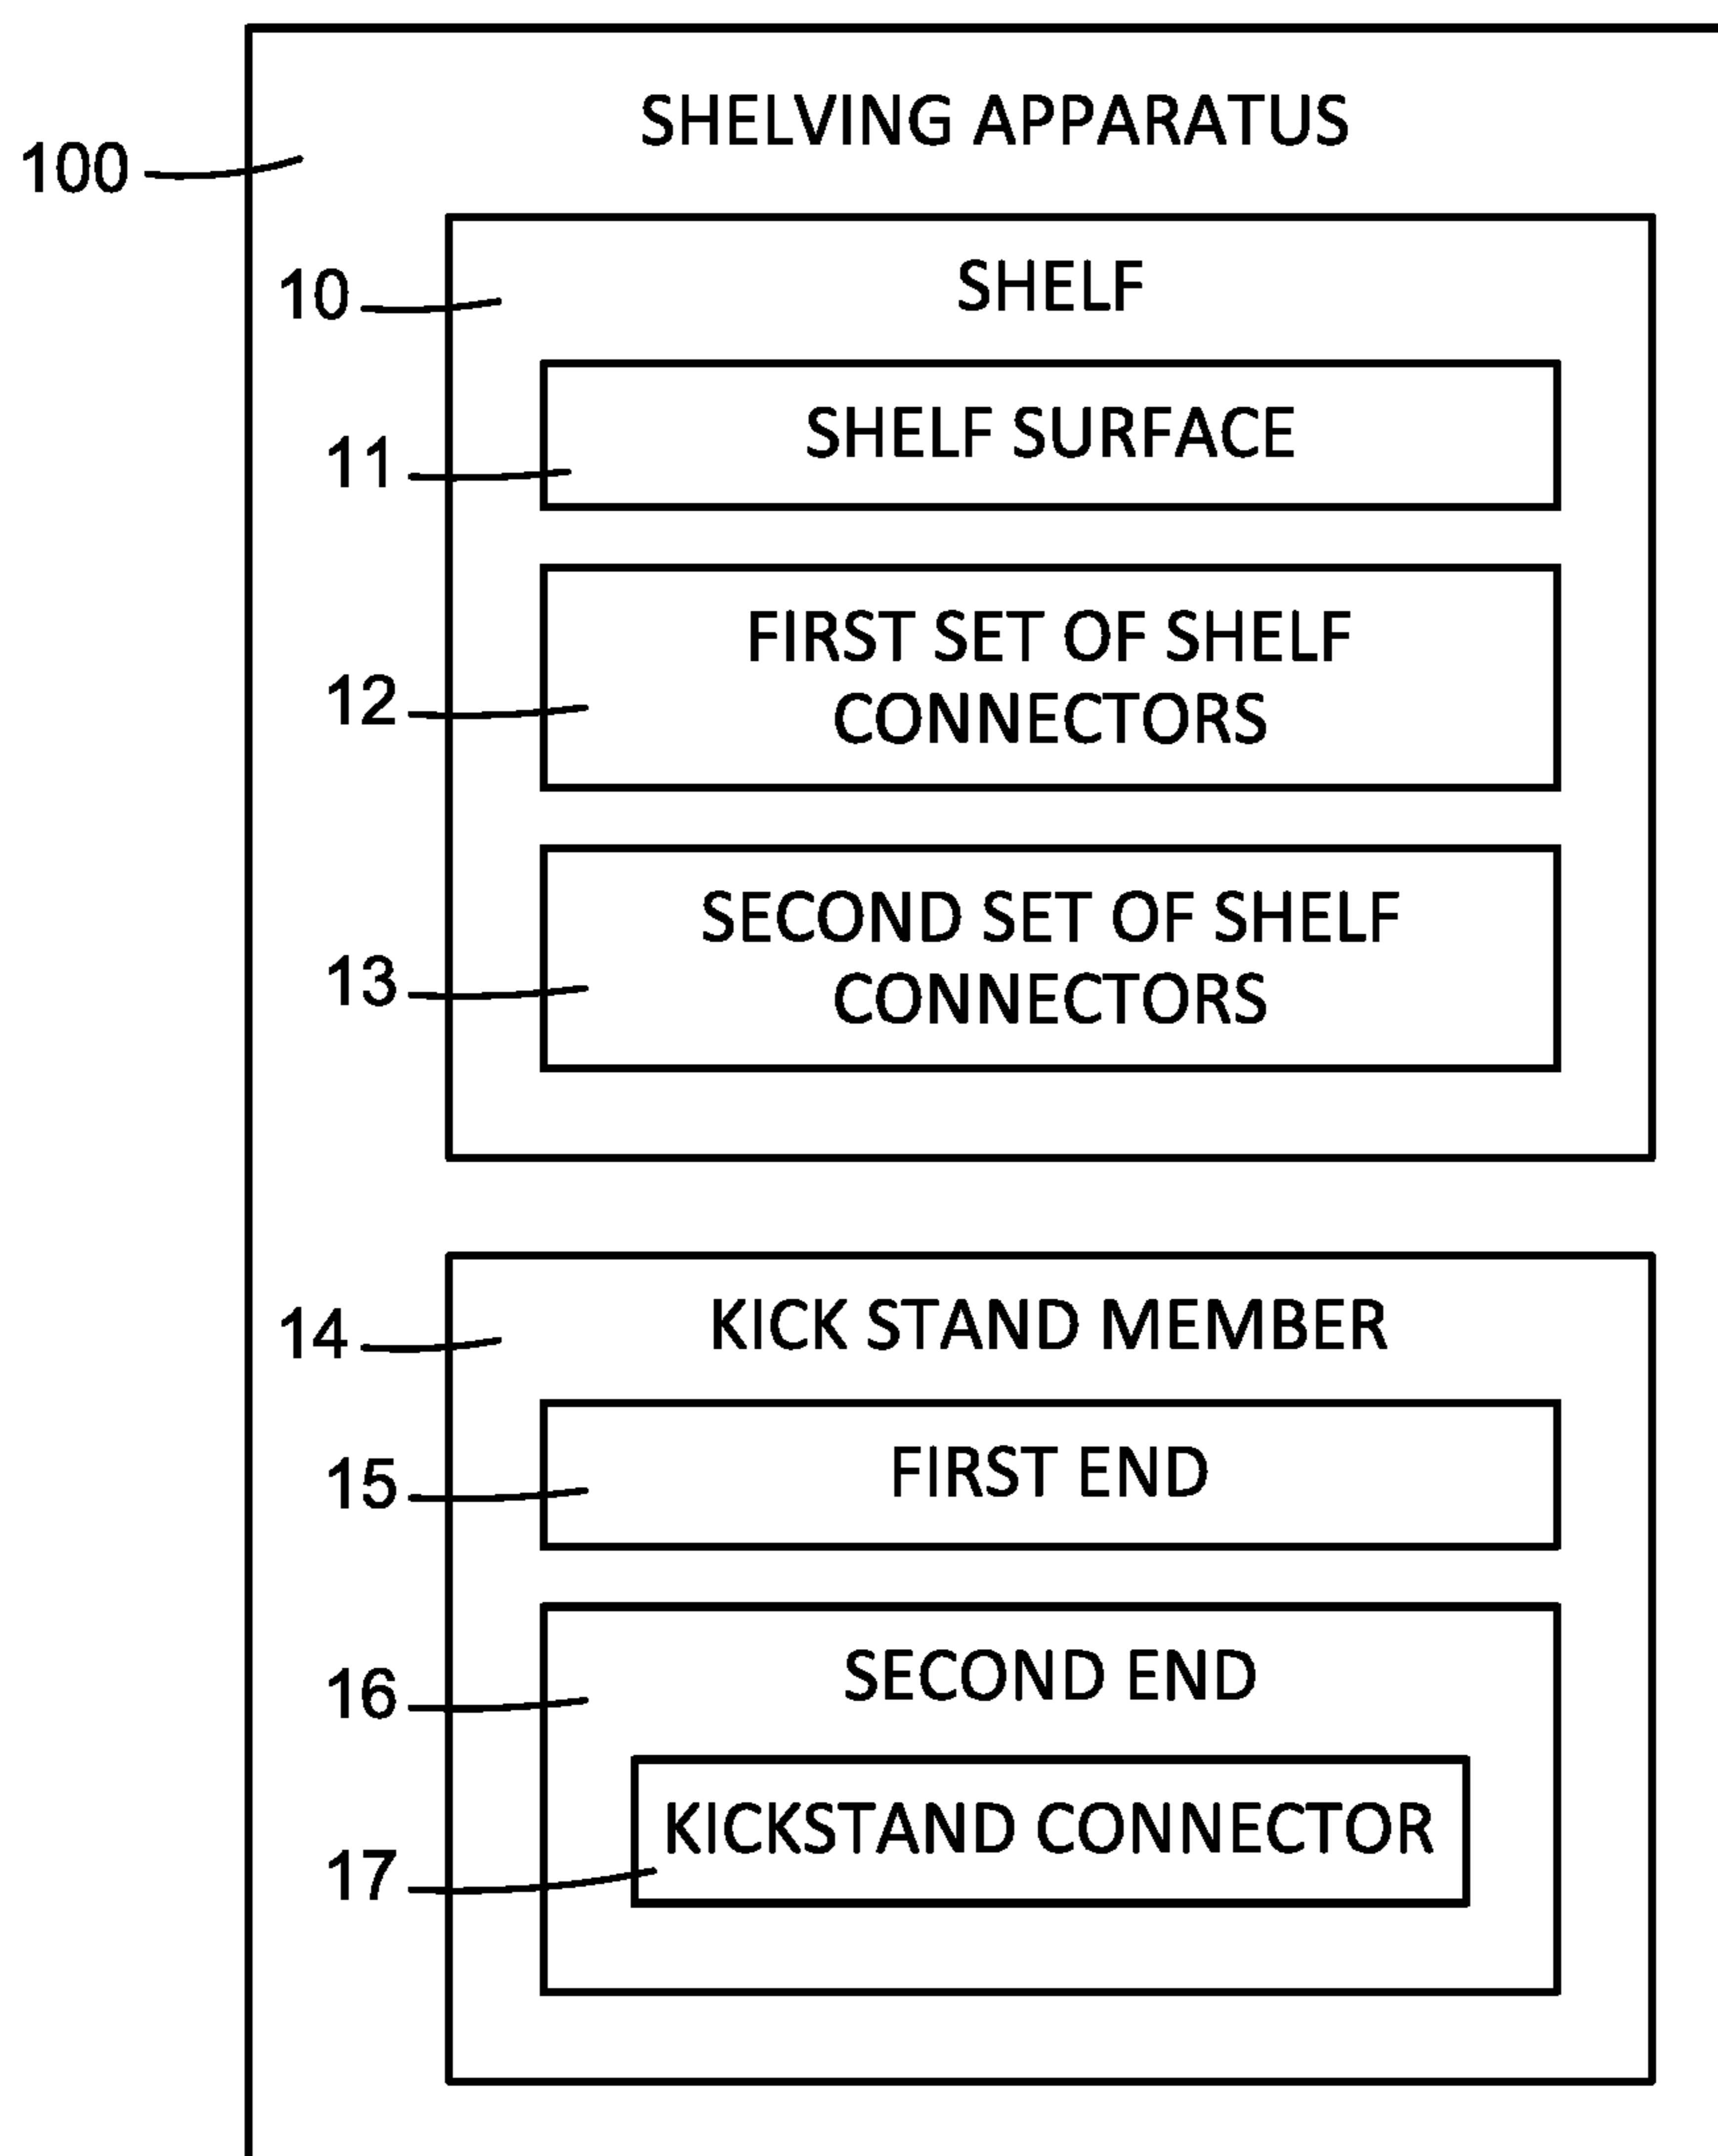 SHELVING APPARATUS
100
10
SHELF
SHELF SURFACE
11
FIRST SET OF SHELF
12
CONNECTORS
SECOND SET OF SHELF
13
CONNECTORS
14
KICK STAND MEMBER
15
FIRST END
16
SECOND END
KICKSTAND CONNECTOR
17